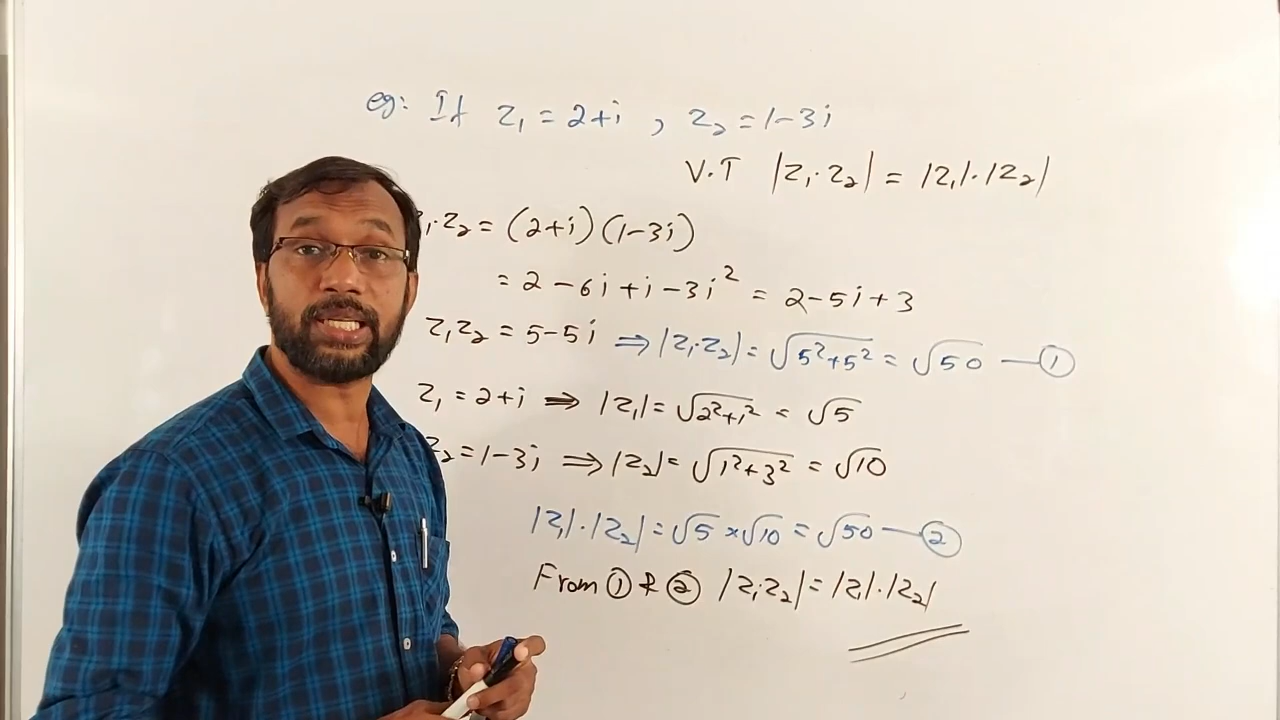 eg: If z₁ = 2+i , z₂ = 1-3i
V.T |z₁.z₂| = |z₁|.|z₂|
₁.z₂ = (2+i)(1-3i)
= 2 - 6i + i - 3i² = 2 - 5i + 3
z₁z₂ = 5-5i ⇒ |z₁.z₂| = √(5²+5²) = √50 — ①
z₁ = 2+i ⇒ |z₁| = √(2²+1²) = √5
z₂ = 1-3i ⇒ |z₂| = √(1²+3²) = √10
|z₁|.|z₂| = √5 × √10 = √50 — ②
From ① & ② |z₁z₂| = |z₁|.|z₂|